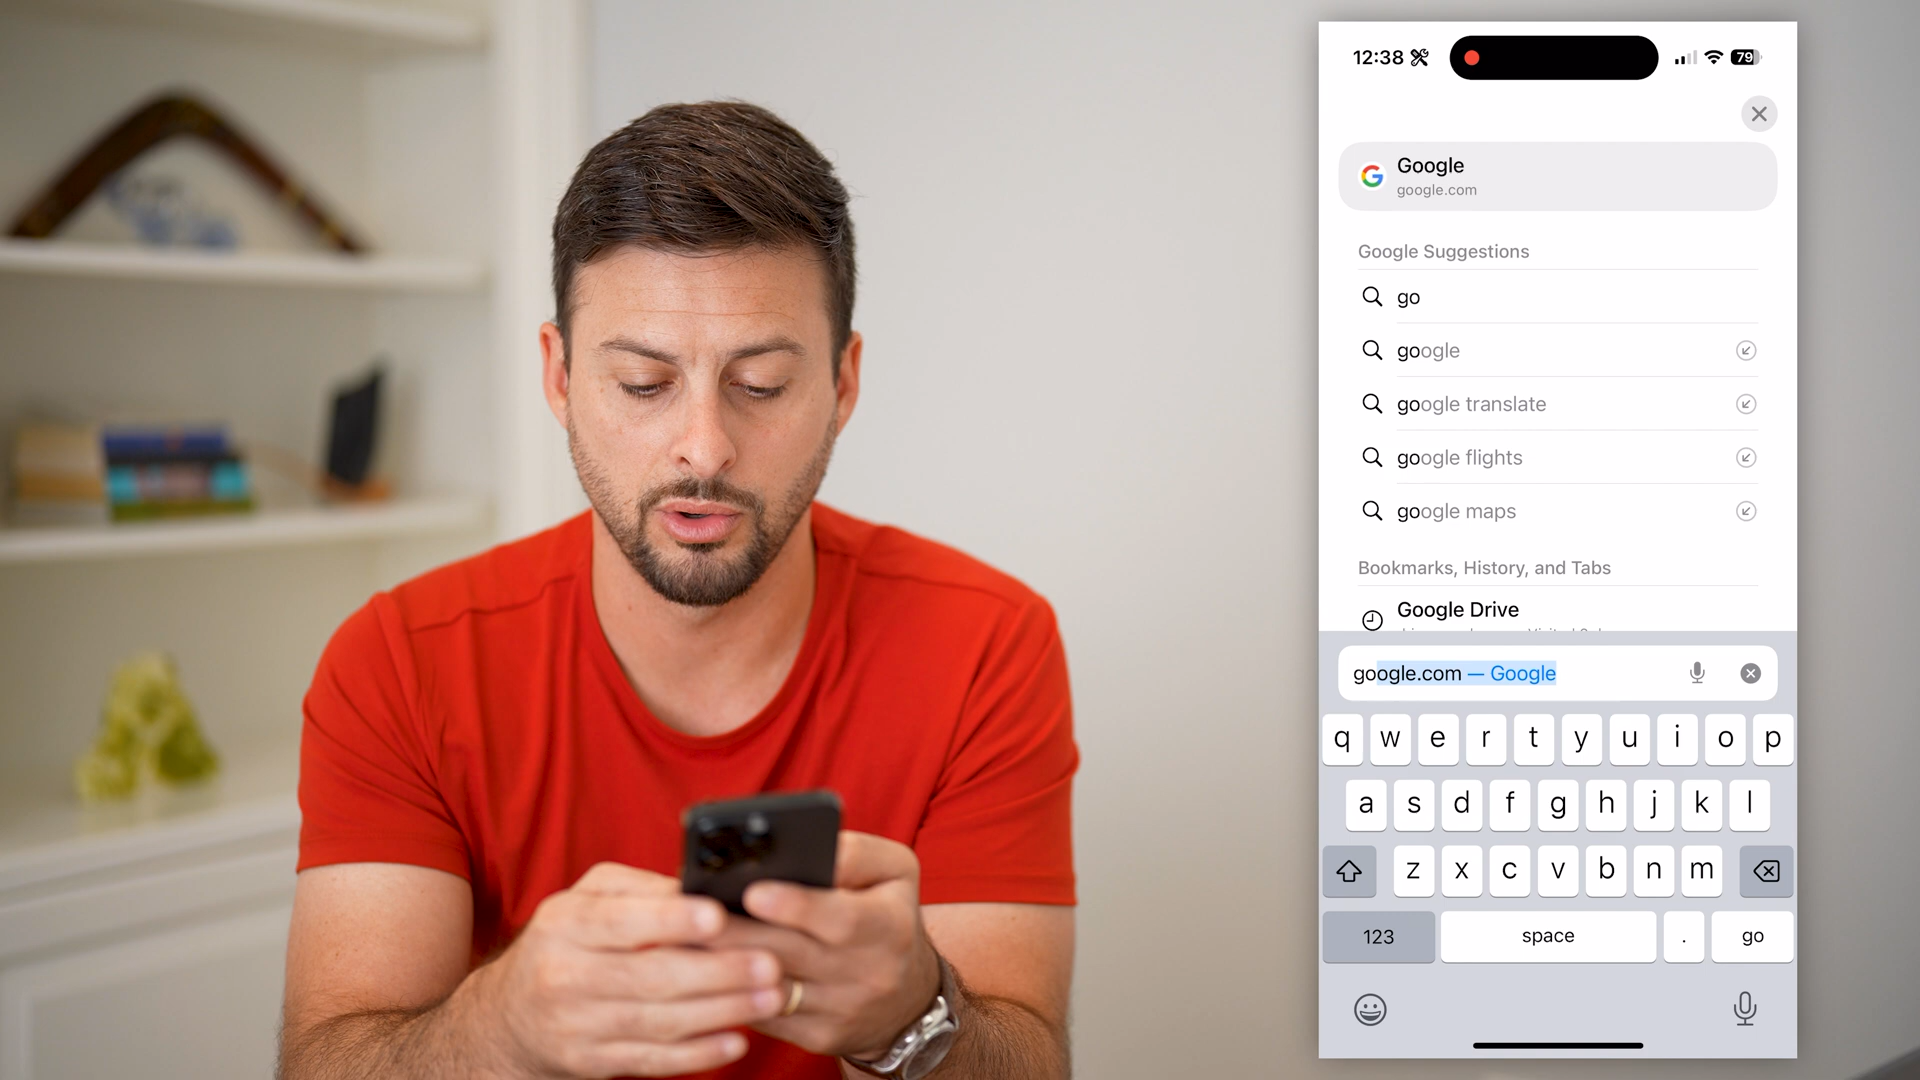 12:38
79
Google
google.com
Google Suggestions
go
google
google translate
google flights
google maps
Bookmarks, History, and Tabs
Google Drive
google.com — Google
q w e r t y u i o p
a s d f g h j k l
z x c v b n m
123 space . go